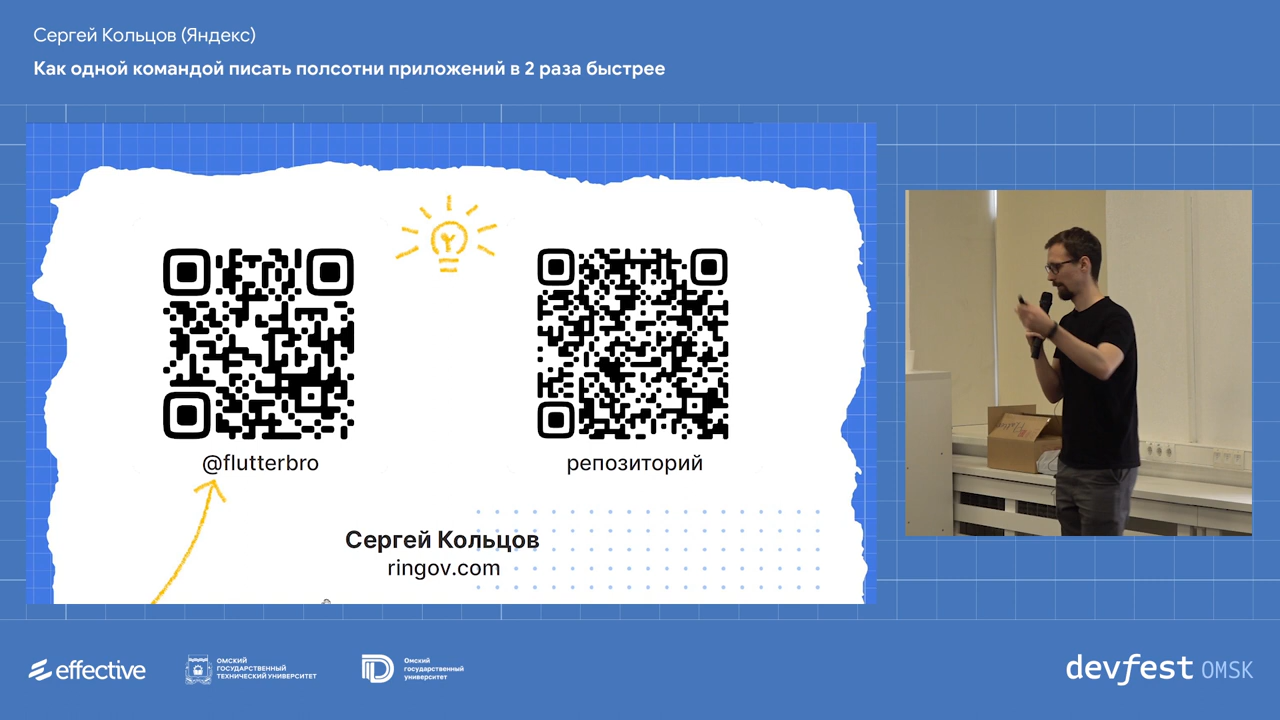 Сергей Кольцов (Яндекс)
Как одной командой писать полсотни приложений в 2 раза быстрее
@flutterbro
репозиторий
Сергей Кольцов
ringov.com
effective
ОМСКИЙ
ГОСУДАРСТВЕННЫЙ
ТЕХНИЧЕСКИЙ УНИВЕРСИТЕТ
Омский
государственный
университет
devfest OMSK